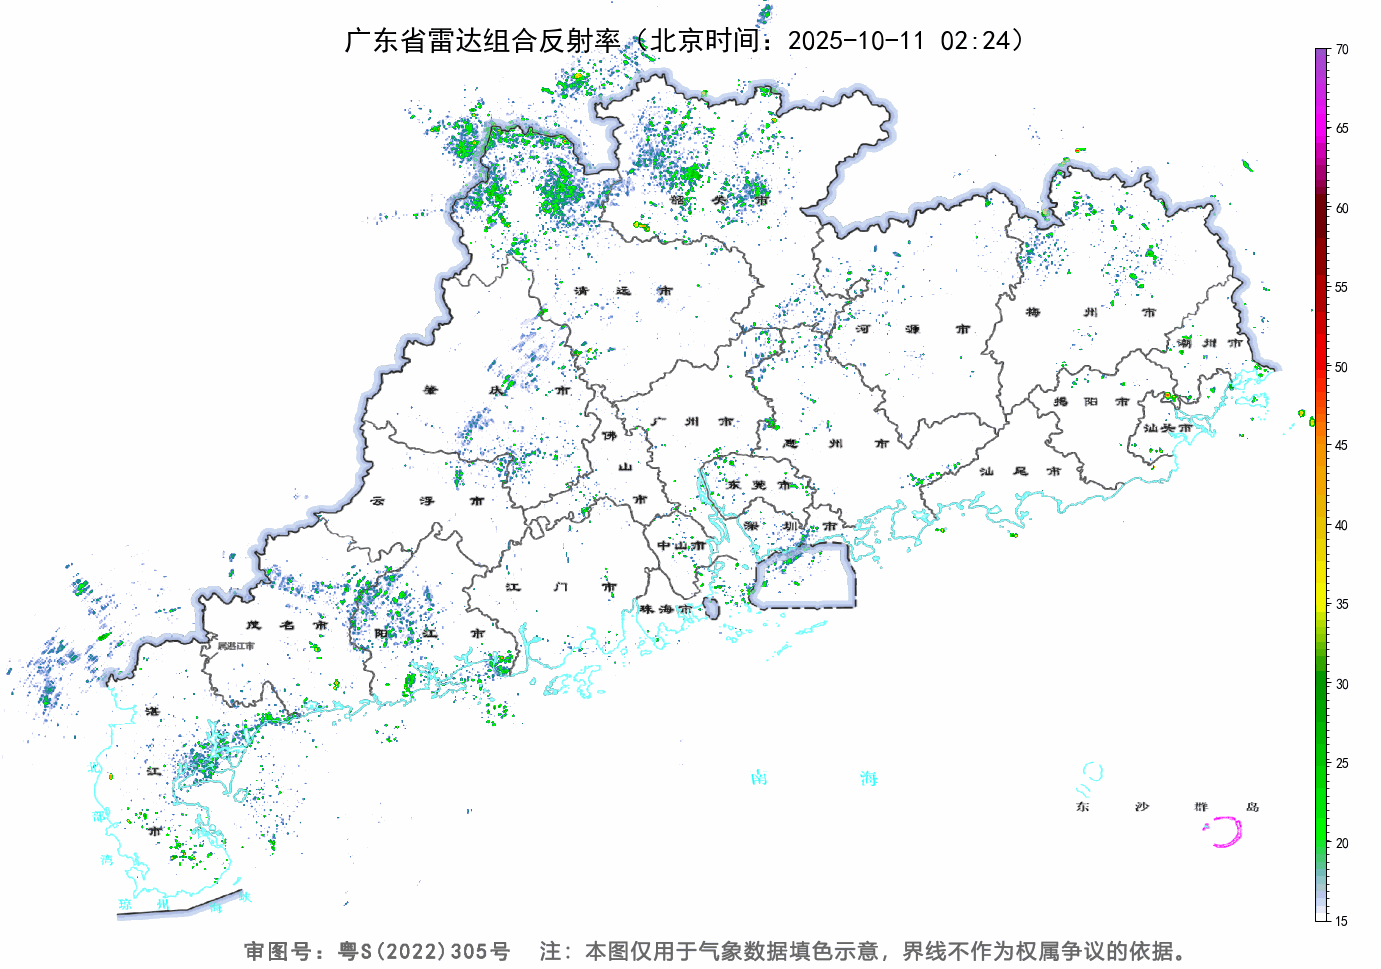 广东省雷达组合反射率（北京时间：2025-10-11 02:24）
70
65
60
55
50
45
40
35
30
25
20
15
韶关市
清远市
河源市
梅州市
潮州市
肇庆市
广州市
佛山市
惠州市
揭阳市
汕头市
汕尾市
云浮市
东莞市
深圳市
中山市
江门市
珠海市
茂名市
阳江市
属湛江市
湛江市
南海
东沙群岛
北部湾
琼州海峡
审图号：粤S(2022)305号 注：本图仅用于气象数据填色示意，界线不作为权属争议的依据。